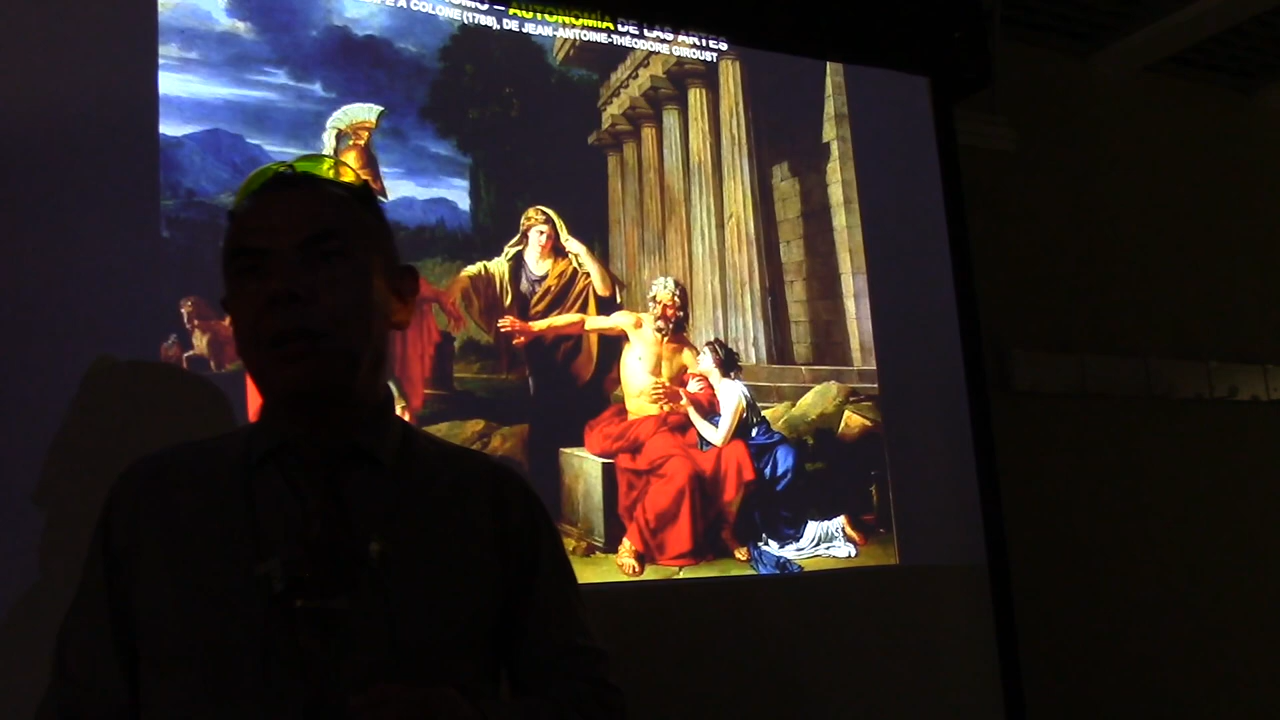 – AUTONOMÍA DE LAS ARTES
A COLONE (1788), DE JEAN-ANTOINE-THÉODORE GIROUST